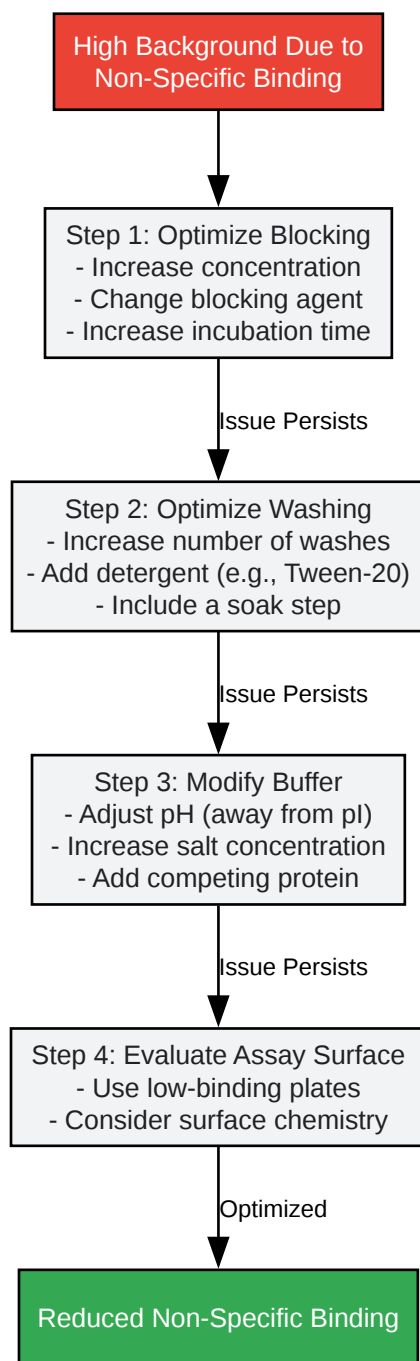 High Background Due to
Non-Specific Binding
Step 1: Optimize Blocking
- Increase concentration
- Change blocking agent
- Increase incubation time
Issue Persists
Step 2: Optimize Washing
- Increase number of washes
- Add detergent (e.g., Tween-20)
- Include a soak step
Issue Persists
Step 3: Modify Buffer
- Adjust pH (away from pI)
- Increase salt concentration
- Add competing protein
Issue Persists
Step 4: Evaluate Assay Surface
- Use low-binding plates
- Consider surface chemistry
Optimized
Reduced Non-Specific Binding